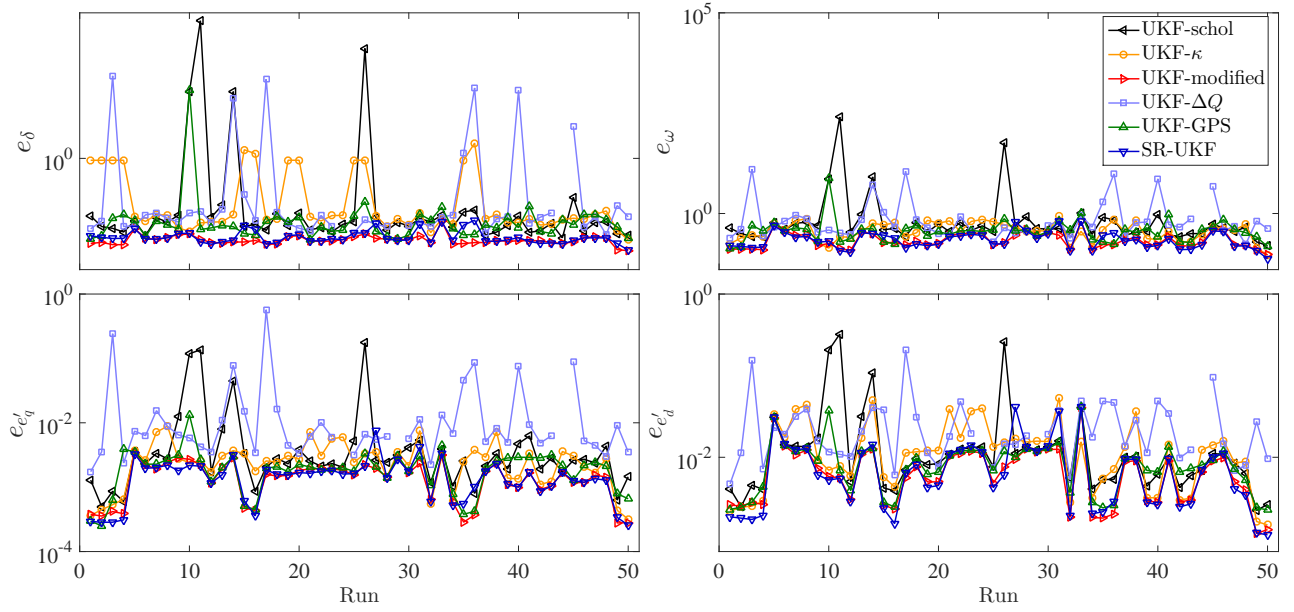 e_δ
10^0
e_ω
10^5
10^0
UKF-schol
UKF-κ
UKF-modified
UKF-ΔQ
UKF-GPS
SR-UKF
e_{e'_q}
10^0
10^-2
10^-4
0 10 20 30 40 50
Run
e_{e'_d}
10^0
10^-2
0 10 20 30 40 50
Run